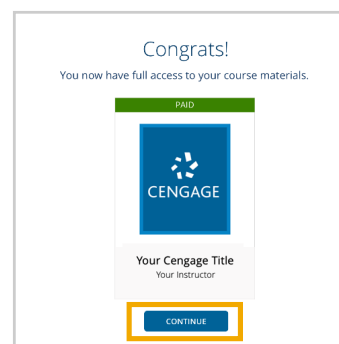 Congrats!
You now have full access to your course materials.
PAID
CENGAGE
Your Cengage Title
Your Instructor
CONTINUE